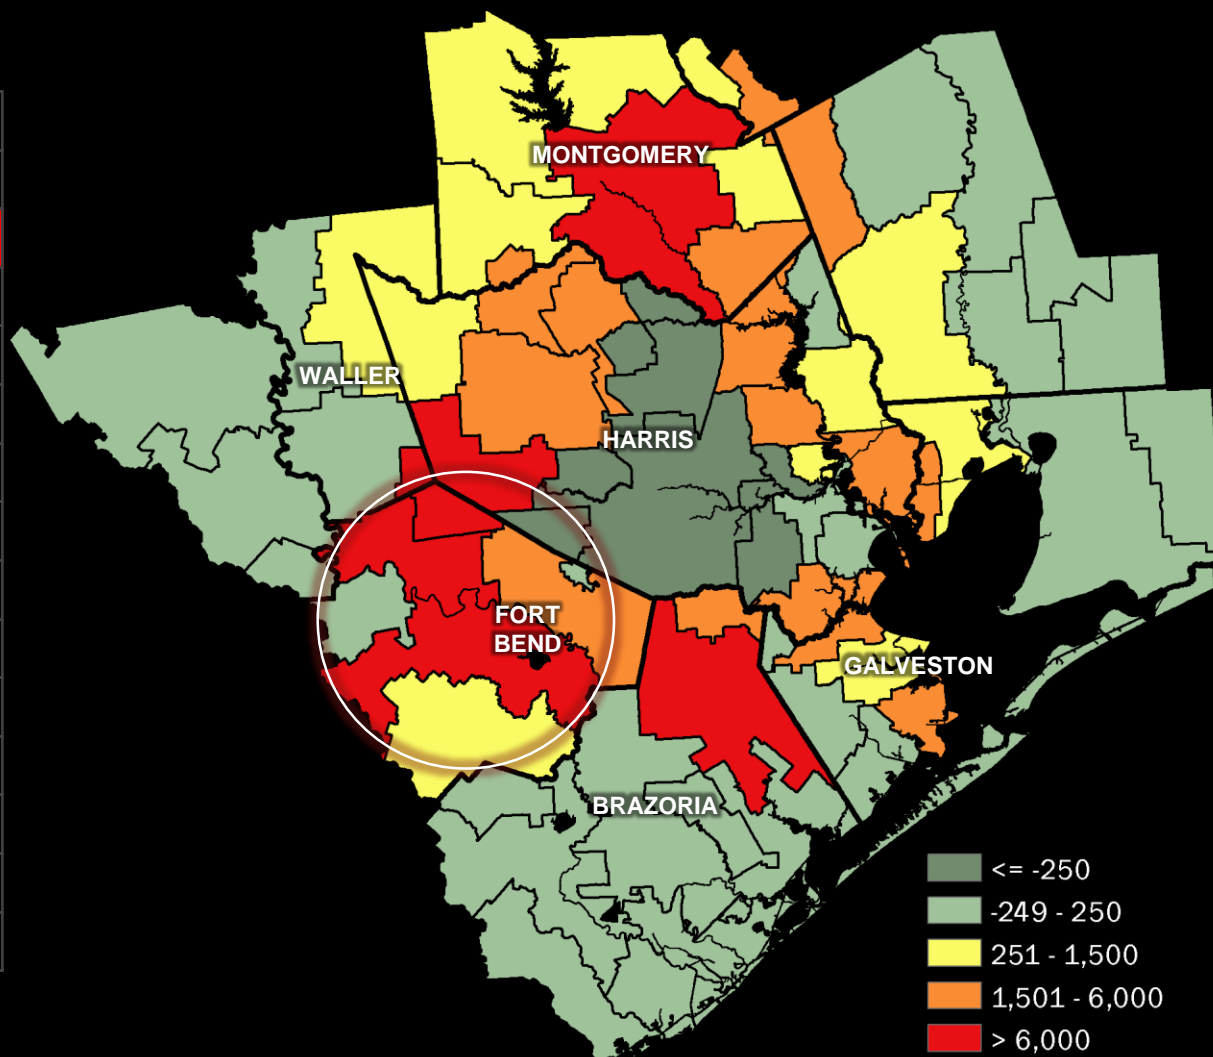 MONTGOMERY
WALLER
HARRIS
FORT
BEND
GALVESTON
BRAZORIA
<= -250
-249 - 250
251 - 1,500
1,501 - 6,000
> 6,000